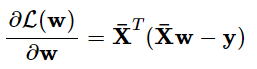 ∂ℒ(𝐰)/∂𝐰 = 𝐗̄ᵀ(𝐗̄𝐰 − 𝐲)